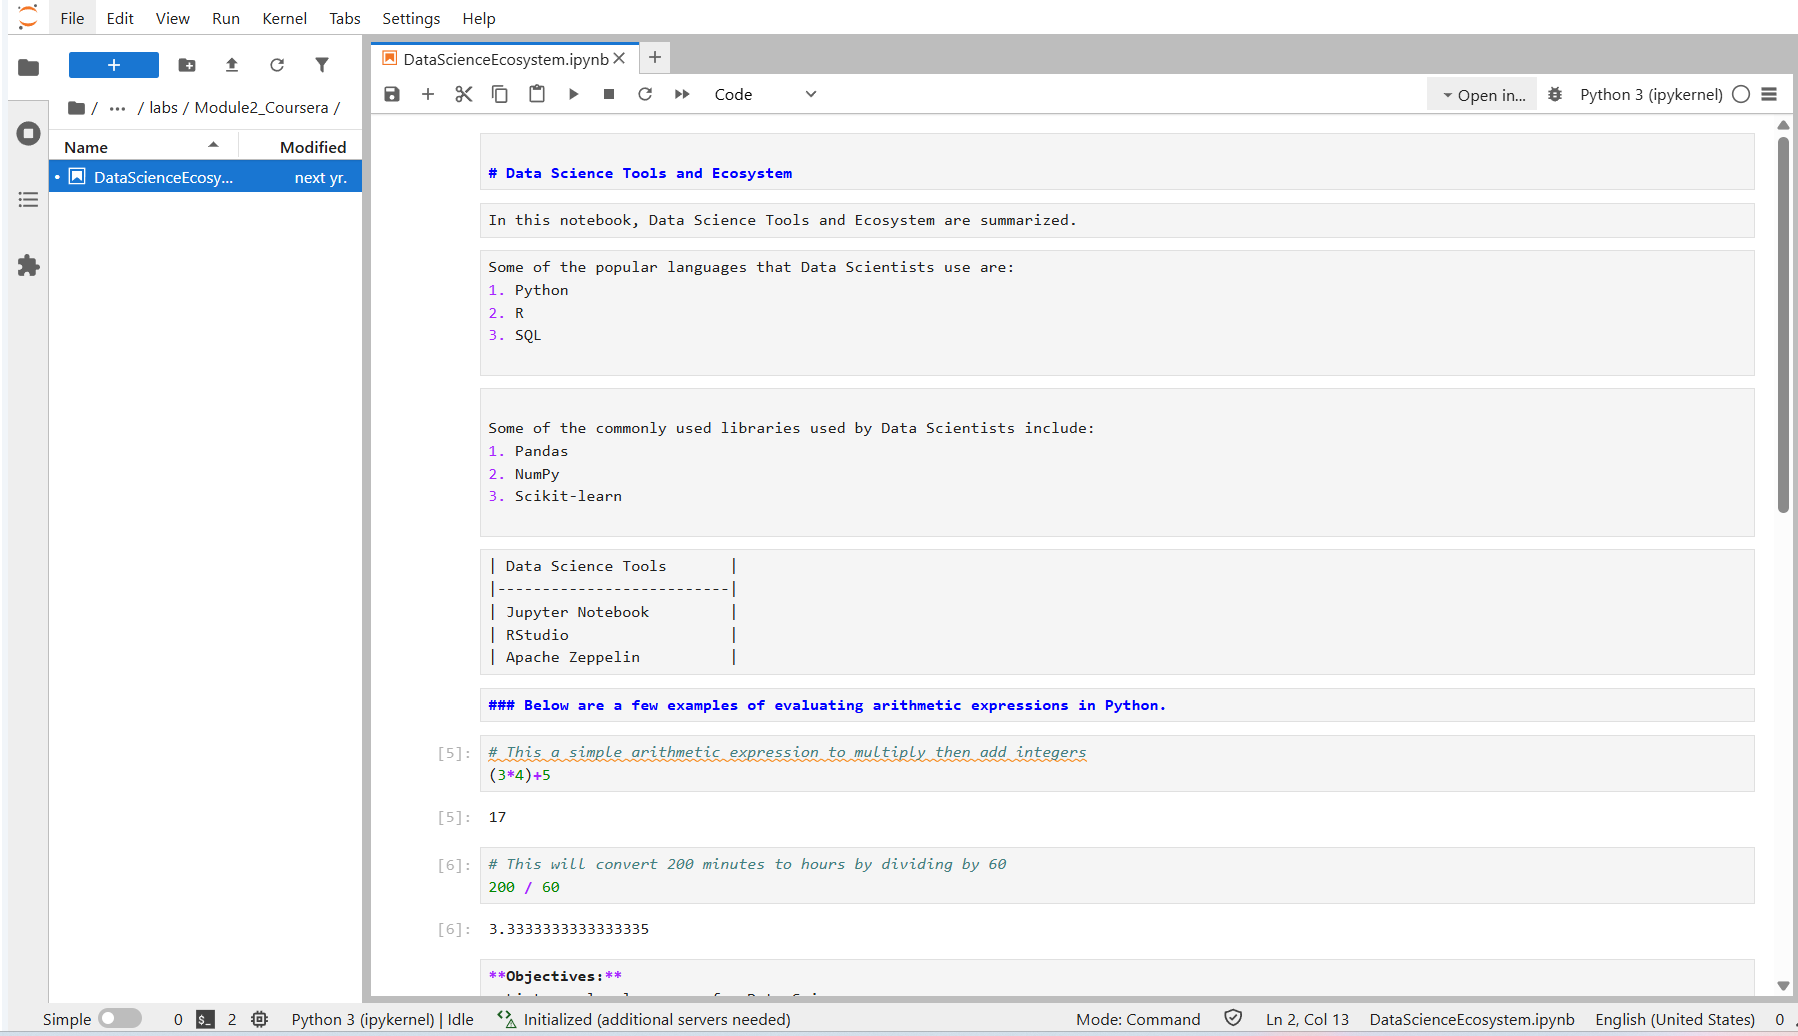 File Edit View Run Kernel Tabs Settings Help
+
/ ··· / labs / Module2_Coursera /
Name Modified
• DataScienceEcosy... next yr.
DataScienceEcosystem.ipynb
Code
Open in... Python 3 (ipykernel)
# Data Science Tools and Ecosystem
In this notebook, Data Science Tools and Ecosystem are summarized.
Some of the popular languages that Data Scientists use are:
1. Python
2. R
3. SQL
Some of the commonly used libraries used by Data Scientists include:
1. Pandas
2. NumPy
3. Scikit-learn
| Data Science Tools |
|--------------------------|
| Jupyter Notebook |
| RStudio |
| Apache Zeppelin |
### Below are a few examples of evaluating arithmetic expressions in Python.
[5]: # This a simple arithmetic expression to multiply then add integers
(3*4)+5
[5]: 17
[6]: # This will convert 200 minutes to hours by dividing by 60
200 / 60
[6]: 3.3333333333333335
**Objectives:**
Simple 0 $_ 2 Python 3 (ipykernel) | Idle Initialized (additional servers needed) Mode: Command Ln 2, Col 13 DataScienceEcosystem.ipynb English (United States) 0